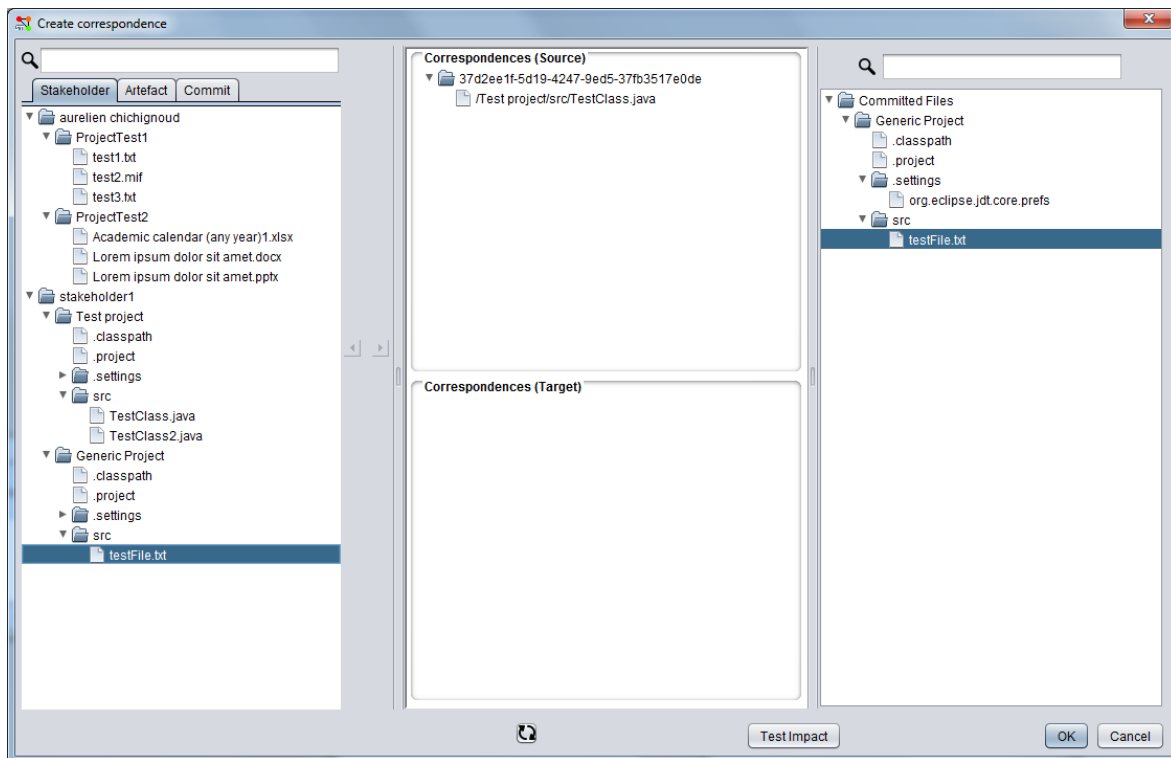 Create correspondence
Stakeholder
Artefact
Commit
aurelien chichignoud
ProjectTest1
test1.txt
test2.mif
test3.txt
ProjectTest2
Academic calendar (any year)1.xlsx
Lorem ipsum dolor sit amet.docx
Lorem ipsum dolor sit amet.pptx
stakeholder1
Test project
.classpath
.project
.settings
src
TestClass.java
TestClass2.java
Generic Project
.classpath
.project
.settings
src
testFile.txt
Correspondences (Source)
37d2ee1f-5d19-4247-9ed5-37fb3517e0de
/Test project/src/TestClass.java
Correspondences (Target)
Committed Files
Generic Project
.classpath
.project
.settings
org.eclipse.jdt.core.prefs
src
testFile.txt
Test Impact
OK
Cancel